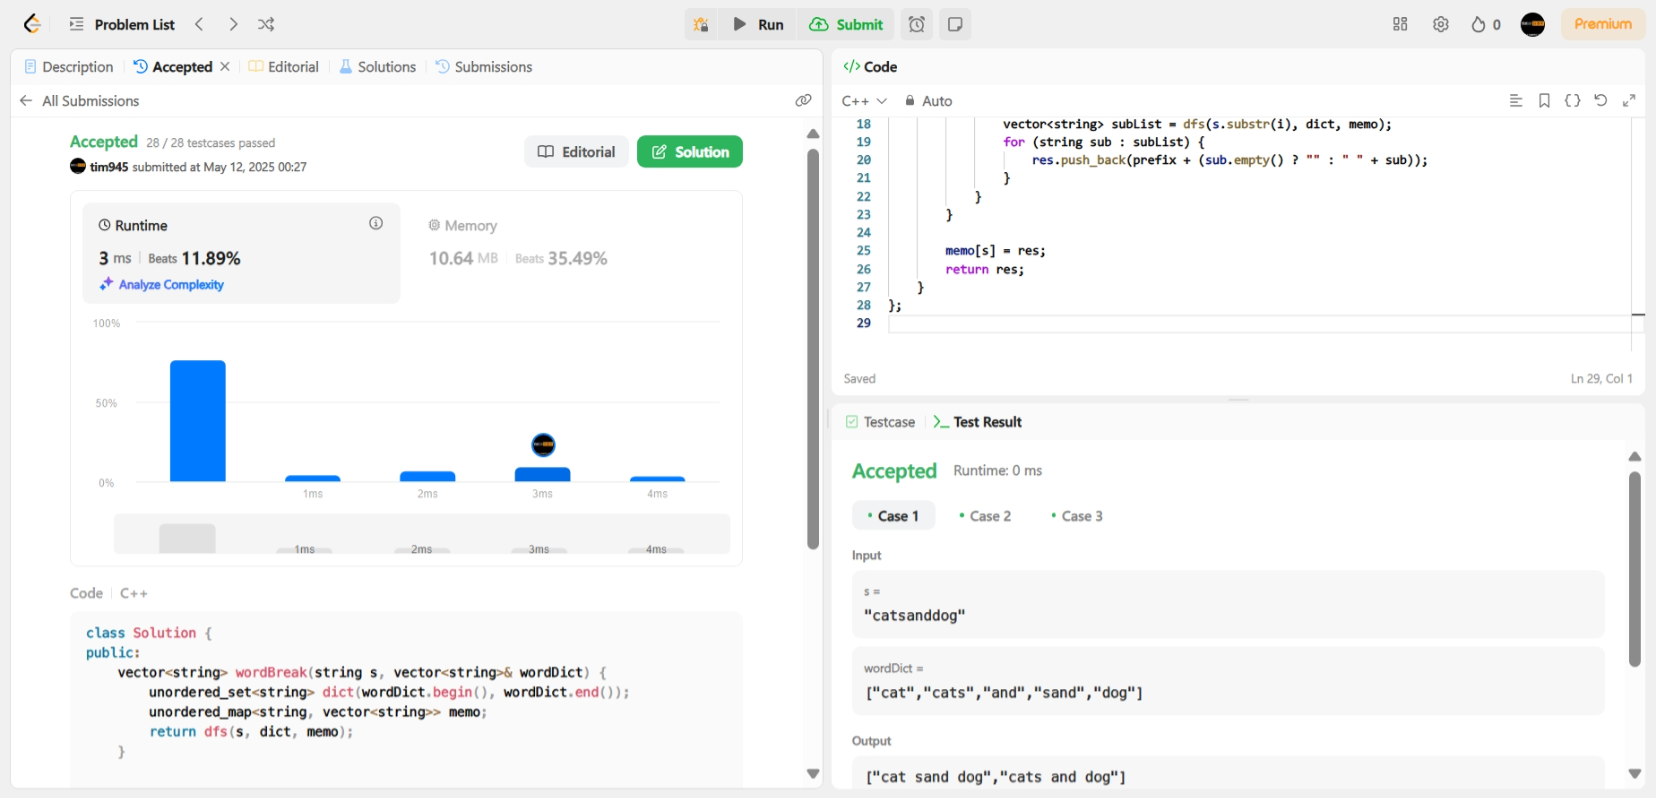 Problem List
Run
Submit
0
Premium
Description
Accepted
Editorial
Solutions
Submissions
All Submissions
Accepted 28 / 28 testcases passed
tim945 submitted at May 12, 2025 00:27
Editorial
Solution
Runtime
3 ms | Beats 11.89%
Analyze Complexity
Memory
10.64 MB | Beats 35.49%
100%
50%
0%
1ms 2ms 3ms 4ms
1ms 2ms 3ms 4ms
Code | C++
class Solution {
public:
    vector<string> wordBreak(string s, vector<string>& wordDict) {
        unordered_set<string> dict(wordDict.begin(), wordDict.end());
        unordered_map<string, vector<string>> memo;
        return dfs(s, dict, memo);
    }
</> Code
C++
Auto
18 vector<string> subList = dfs(s.substr(i), dict, memo);
19 for (string sub : subList) {
20 res.push_back(prefix + (sub.empty() ? "" : " " + sub));
21 }
22 }
23 }
24
25 memo[s] = res;
26 return res;
27 }
28 };
29
Saved
Ln 29, Col 1
Testcase
Test Result
Accepted Runtime: 0 ms
Case 1
Case 2
Case 3
Input
s =
"catsanddog"
wordDict =
["cat","cats","and","sand","dog"]
Output
["cat sand dog","cats and dog"]